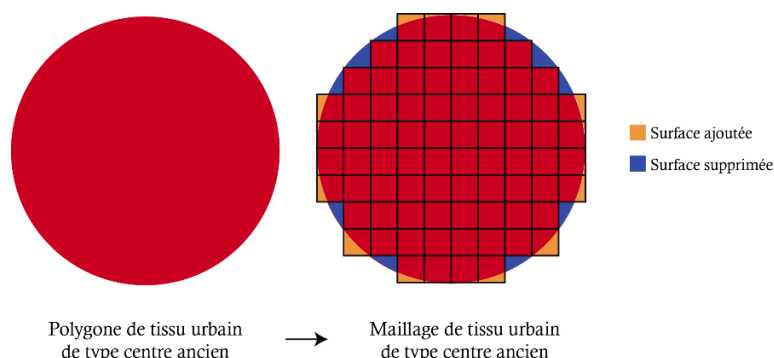 Surface ajoutée
Surface supprimée
Polygone de tissu urbain
de type centre ancien
Maillage de tissu urbain
de type centre ancien